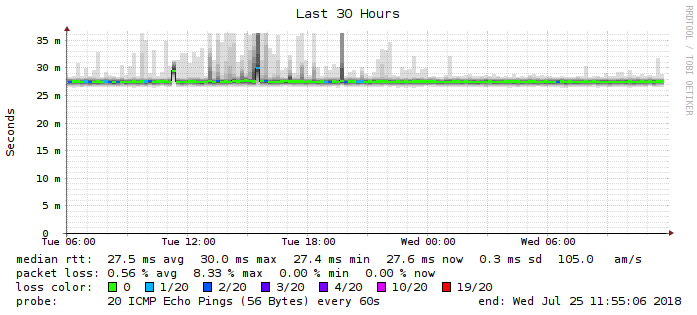 Last 30 Hours
RRDTOOL / TOBI OETIKER
Seconds
35 m
30 m
25 m
20 m
15 m
10 m
5 m
0
Tue 06:00 Tue 12:00 Tue 18:00 Wed 00:00 Wed 06:00
median rtt: 27.5 ms avg 30.0 ms max 27.4 ms min 27.6 ms now 0.3 ms sd 105.0 am/s
packet loss: 0.56 % avg 8.33 % max 0.00 % min 0.00 % now
loss color: 0 1/20 2/20 3/20 4/20 10/20 19/20
probe: 20 ICMP Echo Pings (56 Bytes) every 60s end: Wed Jul 25 11:55:06 2018